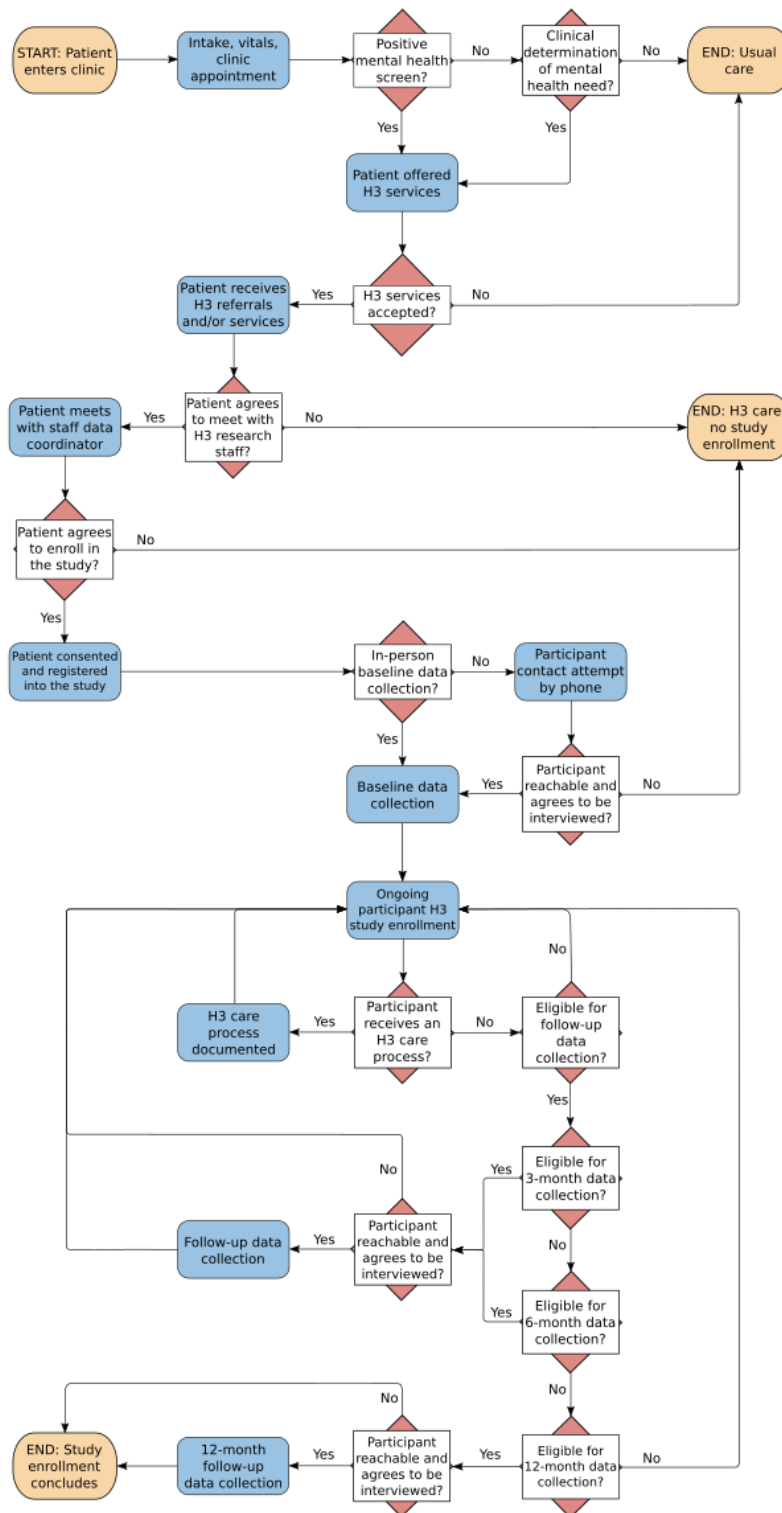 START: Patient
enters clinic
Intake, vitals,
clinic
appointment
Positive
mental health
screen?
No
Clinical
determination
of mental
health need?
No
END: Usual
care
Yes
Yes
Patient offered
H3 services
Patient receives
H3 referrals
and/or services
Yes
H3 services
accepted?
No
Patient meets
with staff data
coordinator
Yes
Patient agrees
to meet with
H3 research
staff?
No
END: H3 care
no study
enrollment
Patient agrees
to enroll in
the study?
No
Yes
Patient consented
and registered
into the study
In-person
baseline data
collection?
No
Participant
contact attempt
by phone
Yes
Baseline data
collection
Yes
Participant
reachable and
agrees to be
interviewed?
No
Ongoing
participant H3
study enrollment
No
H3 care
process
documented
Yes
Participant
receives an
H3 care
process?
No
Eligible for
follow-up
data
collection?
Yes
No
Yes
Eligible for
3-month data
collection?
Follow-up data
collection
Yes
Participant
reachable and
agrees to be
interviewed?
No
Yes
Eligible for
6-month data
collection?
No
No
END: Study
enrollment
concludes
12-month
follow-up
data collection
Yes
Participant
reachable and
agrees to be
interviewed?
Yes
Eligible for
12-month data
collection?
No